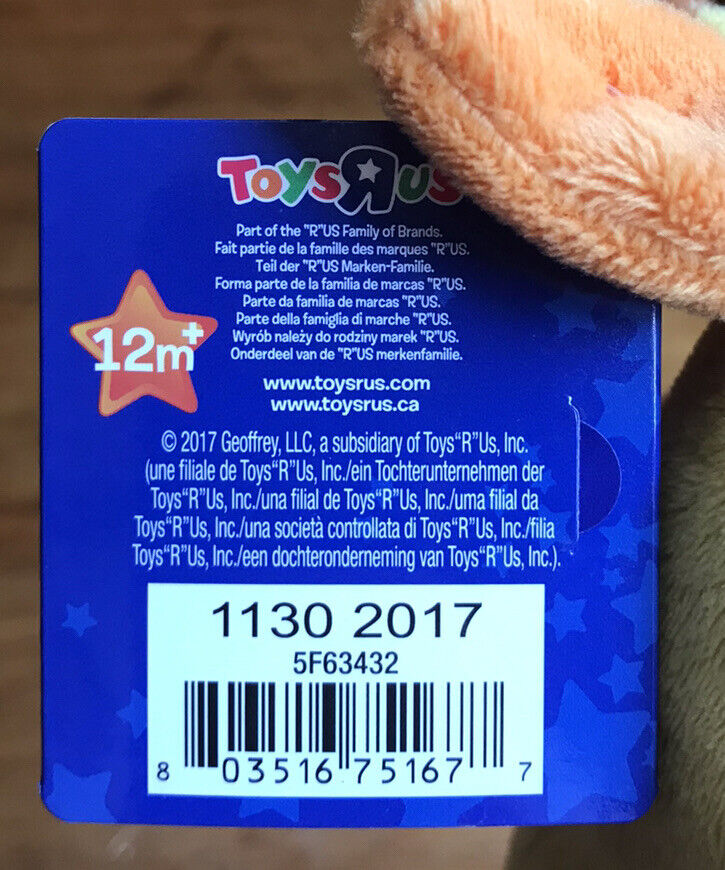 ToysRus
Part of the "R"US Family of Brands.
Fait partie de la famille des marques "R"US.
Teil der "R"US Marken-Familie.
Forma parte de la familia de marcas "R"US.
Parte da familia de marcas "R"US.
Parte della famiglia di marche "R"US.
Wyrób należy do rodziny marek "R"US.
Onderdeel van de "R"US merkenfamilie.
12m+
www.toysrus.com
www.toysrus.ca
© 2017 Geoffrey, LLC, a subsidiary of Toys“R”Us, Inc.
(une filiale de Toys“R”Us, Inc./ein Tochterunternehmen der
Toys“R”Us, Inc./una filial de Toys“R”Us, Inc./uma filial da
Toys“R”Us, Inc./una società controllata di Toys“R”Us, Inc./filia
Toys“R”Us, Inc./een dochteronderneming van Toys“R”Us, Inc.).
1130 2017
5F63432
8 03516 75167 7